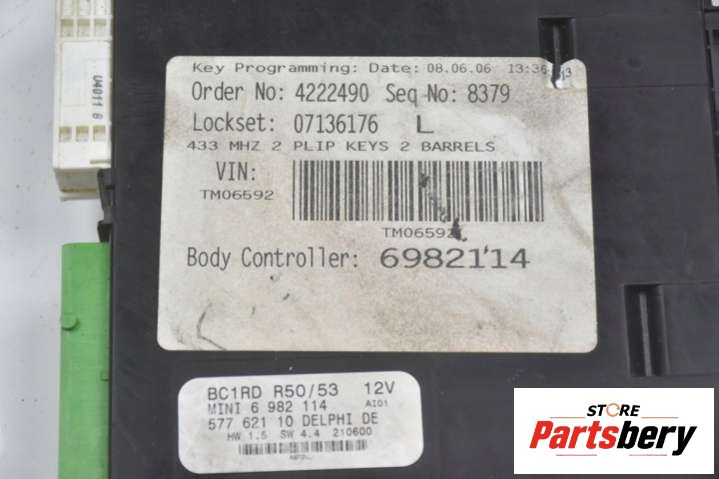 U4011 8
Key Programming: Date: 08.06.06 13:36
Order No: 4222490 Seq No: 8379
Lockset: 07136176 L
433 MHZ 2 PLIP KEYS 2 BARRELS
VIN:
TM06592
TM06592
Body Controller: 6982114
BC1RD R50/53 12V
MINI 6 982 114 AI01
577 621 10 DELPHI DE
HW 1.5 SW 4.4 210600
STORE
Partsbery